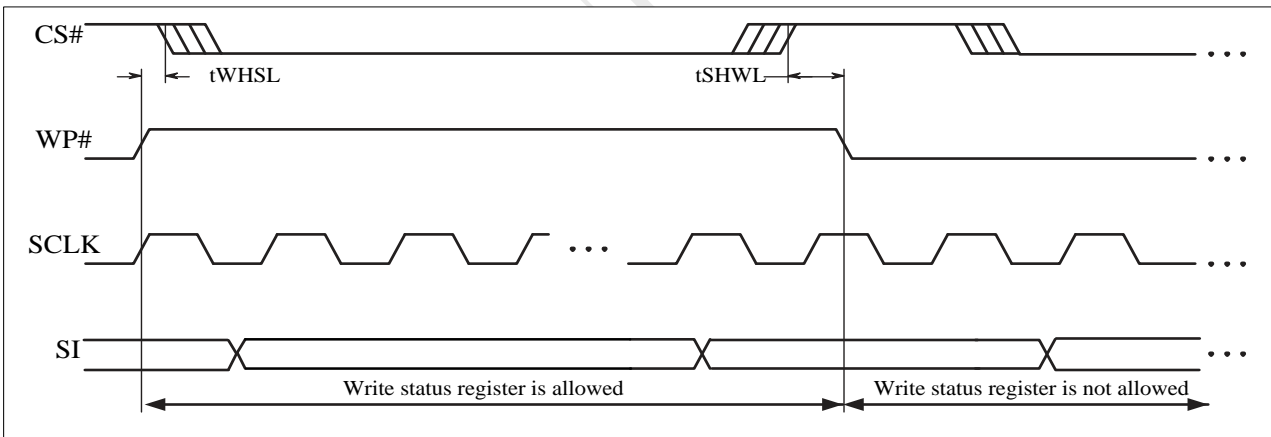 CS#
tWHSL
tSHWL
WP#
SCLK
SI
Write status register is allowed
Write status register is not allowed